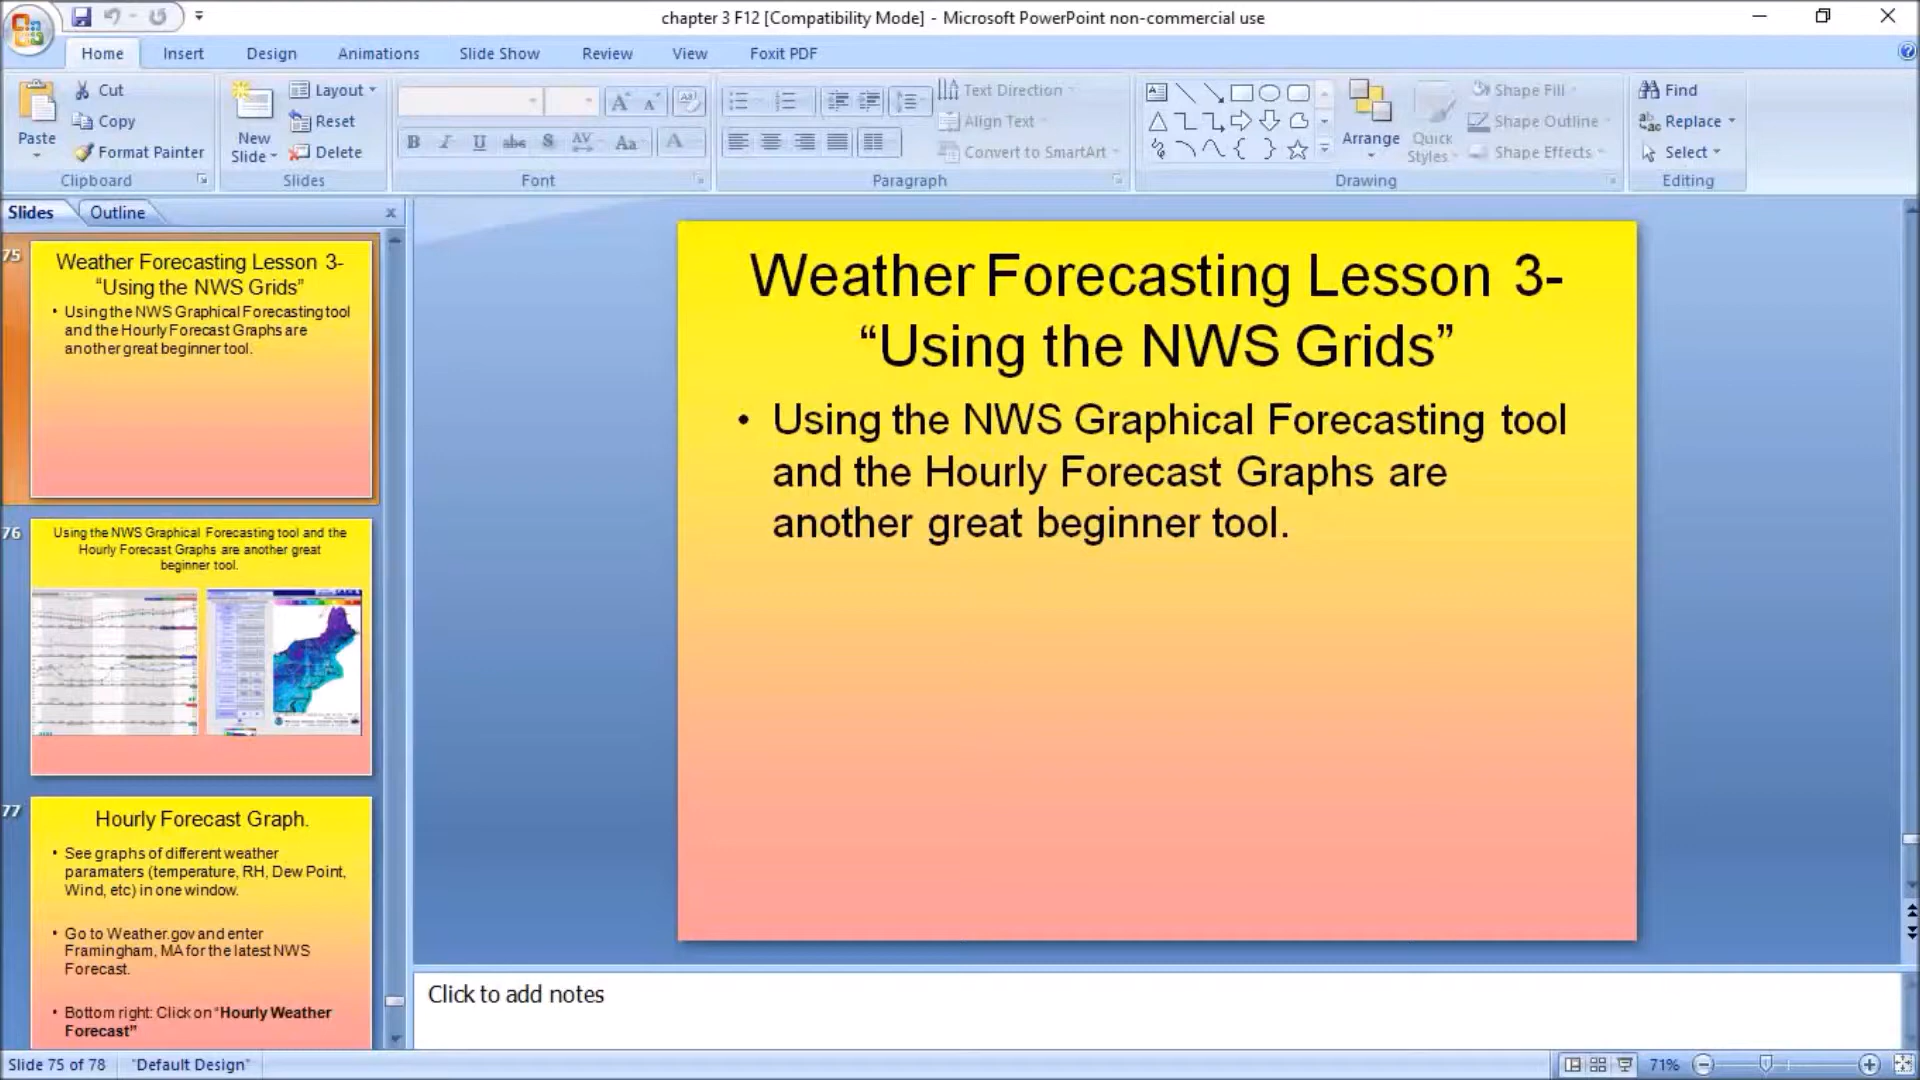 chapter 3 F12 [Compatibility Mode] - Microsoft PowerPoint non-commercial use
Home Insert Design Animations Slide Show Review View Foxit PDF
Paste
Cut
Copy
Format Painter
Clipboard
New
Slide
Layout
Reset
Delete
Slides
B I U abc S AV Aa A
Font
Text Direction
Align Text
Convert to SmartArt
Paragraph
Arrange
Quick
Styles
Shape Fill
Shape Outline
Shape Effects
Drawing
Find
Replace
Select
Editing
Slides Outline
75
Weather Forecasting Lesson 3-
“Using the NWS Grids”
• Using the NWS Graphical Forecasting tool
and the Hourly Forecast Graphs are
another great beginner tool.
76
Using the NWS Graphical Forecasting tool and the
Hourly Forecast Graphs are another great
beginner tool.
77
Hourly Forecast Graph.
• See graphs of different weather
paramaters (temperature, RH, Dew Point,
Wind, etc) in one window.
• Go to Weather.gov and enter
Framingham, MA for the latest NWS
Forecast.
• Bottom right: Click on “Hourly Weather
Forecast”
Weather Forecasting Lesson 3-
“Using the NWS Grids”
• Using the NWS Graphical Forecasting tool
and the Hourly Forecast Graphs are
another great beginner tool.
Click to add notes
Slide 75 of 78 "Default Design" 71%